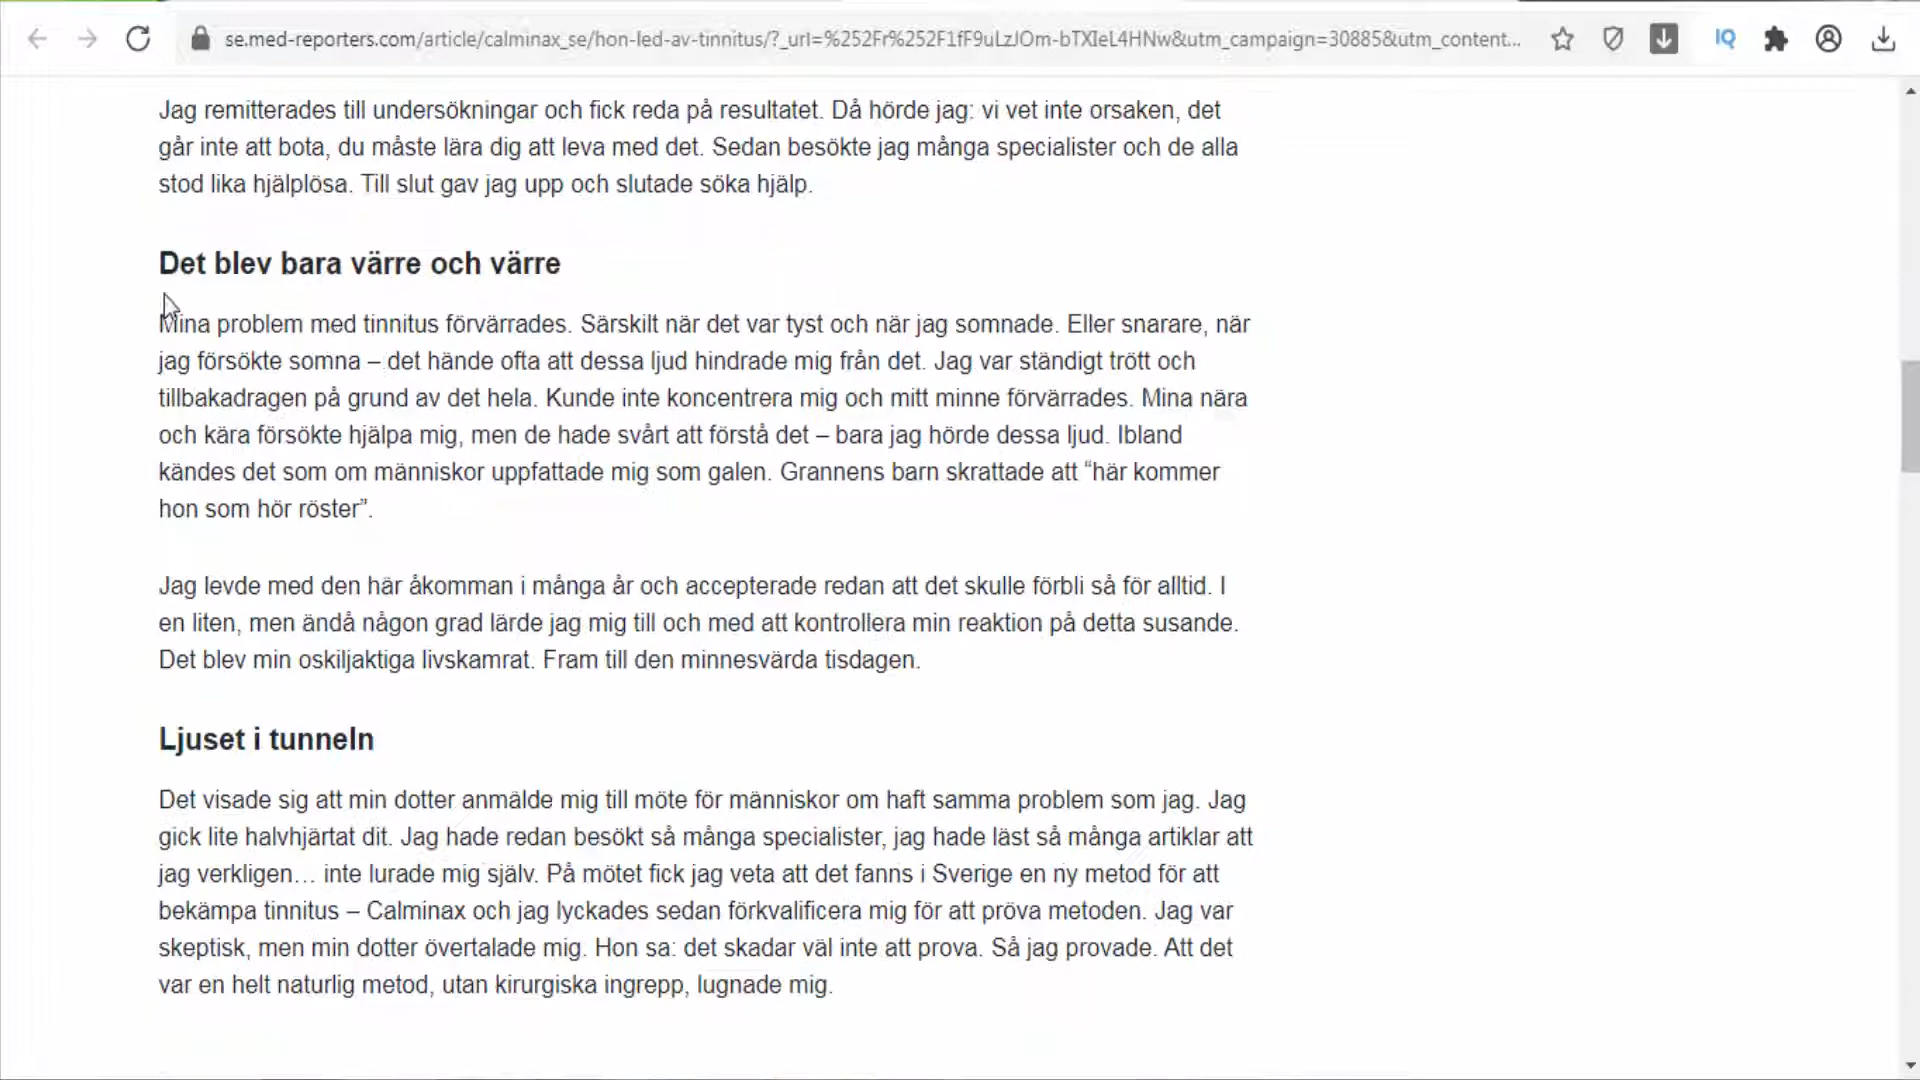 se.med-reporters.com/article/calminax_se/hon-led-av-tinnitus/?_url=%252Fr%252F1fF9uLzJOm-bTXIeL4HNw&utm_campaign=30885&utm_content...
IQ
Jag remitterades till undersökningar och fick reda på resultatet. Då hörde jag: vi vet inte orsaken, det
går inte att bota, du måste lära dig att leva med det. Sedan besökte jag många specialister och de alla
stod lika hjälplösa. Till slut gav jag upp och slutade söka hjälp.
Det blev bara värre och värre
Mina problem med tinnitus förvärrades. Särskilt när det var tyst och när jag somnade. Eller snarare, när
jag försökte somna – det hände ofta att dessa ljud hindrade mig från det. Jag var ständigt trött och
tillbakadragen på grund av det hela. Kunde inte koncentrera mig och mitt minne förvärrades. Mina nära
och kära försökte hjälpa mig, men de hade svårt att förstå det – bara jag hörde dessa ljud. Ibland
kändes det som om människor uppfattade mig som galen. Grannens barn skrattade att “här kommer
hon som hör röster”.
Jag levde med den här åkomman i många år och accepterade redan att det skulle förbli så för alltid. I
en liten, men ändå någon grad lärde jag mig till och med att kontrollera min reaktion på detta susande.
Det blev min oskiljaktiga livskamrat. Fram till den minnesvärda tisdagen.
Ljuset i tunneln
Det visade sig att min dotter anmälde mig till möte för människor om haft samma problem som jag. Jag
gick lite halvhjärtat dit. Jag hade redan besökt så många specialister, jag hade läst så många artiklar att
jag verkligen… inte lurade mig själv. På mötet fick jag veta att det fanns i Sverige en ny metod för att
bekämpa tinnitus – Calminax och jag lyckades sedan förkvalificera mig för att pröva metoden. Jag var
skeptisk, men min dotter övertalade mig. Hon sa: det skadar väl inte att prova. Så jag provade. Att det
var en helt naturlig metod, utan kirurgiska ingrepp, lugnade mig.